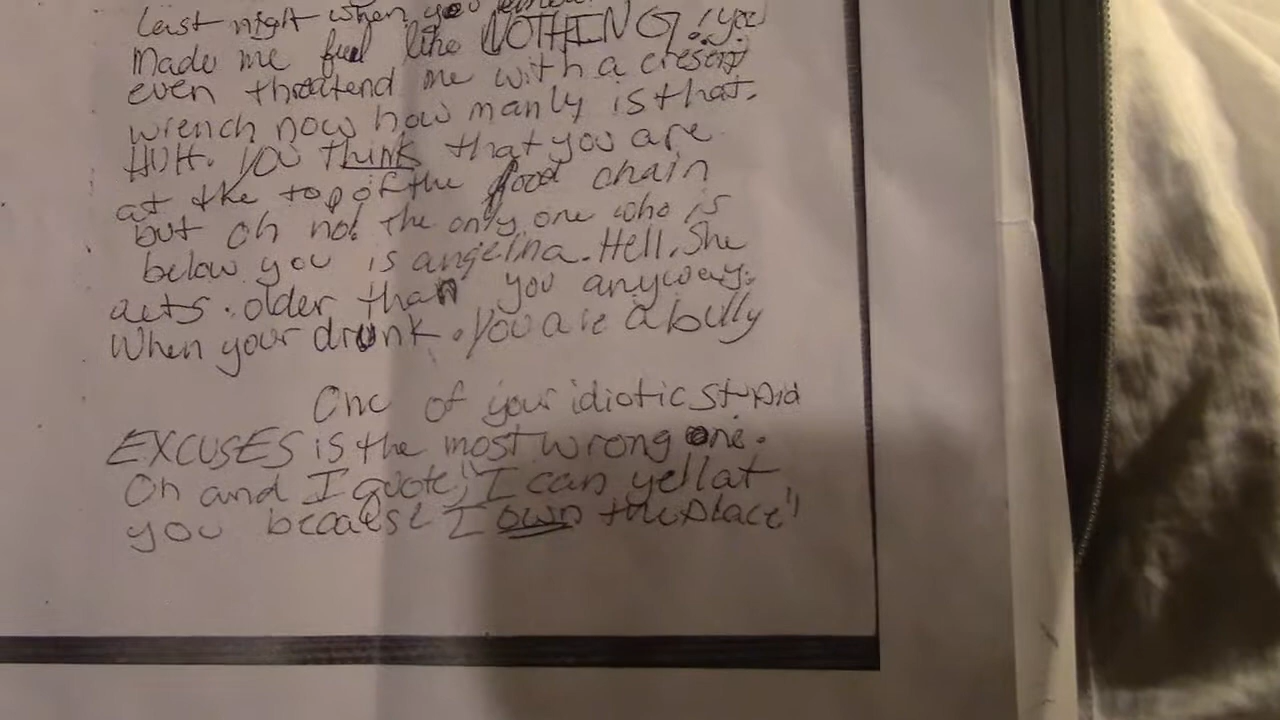 Last night when you
Made me feel like NOTHING! you
even threatend me with a cresent
wrench now how manly is that.
HUH. You think that you are
at the top of the food chain
but oh no! the only one who is
below you is angelina. Hell. She
acts. older than you anyway.
When your drunk. You are a bully
One of your idiotic stupid
EXCUSES is the most wrong one.
Oh and I quote, "I can yell at
you because I own the place"